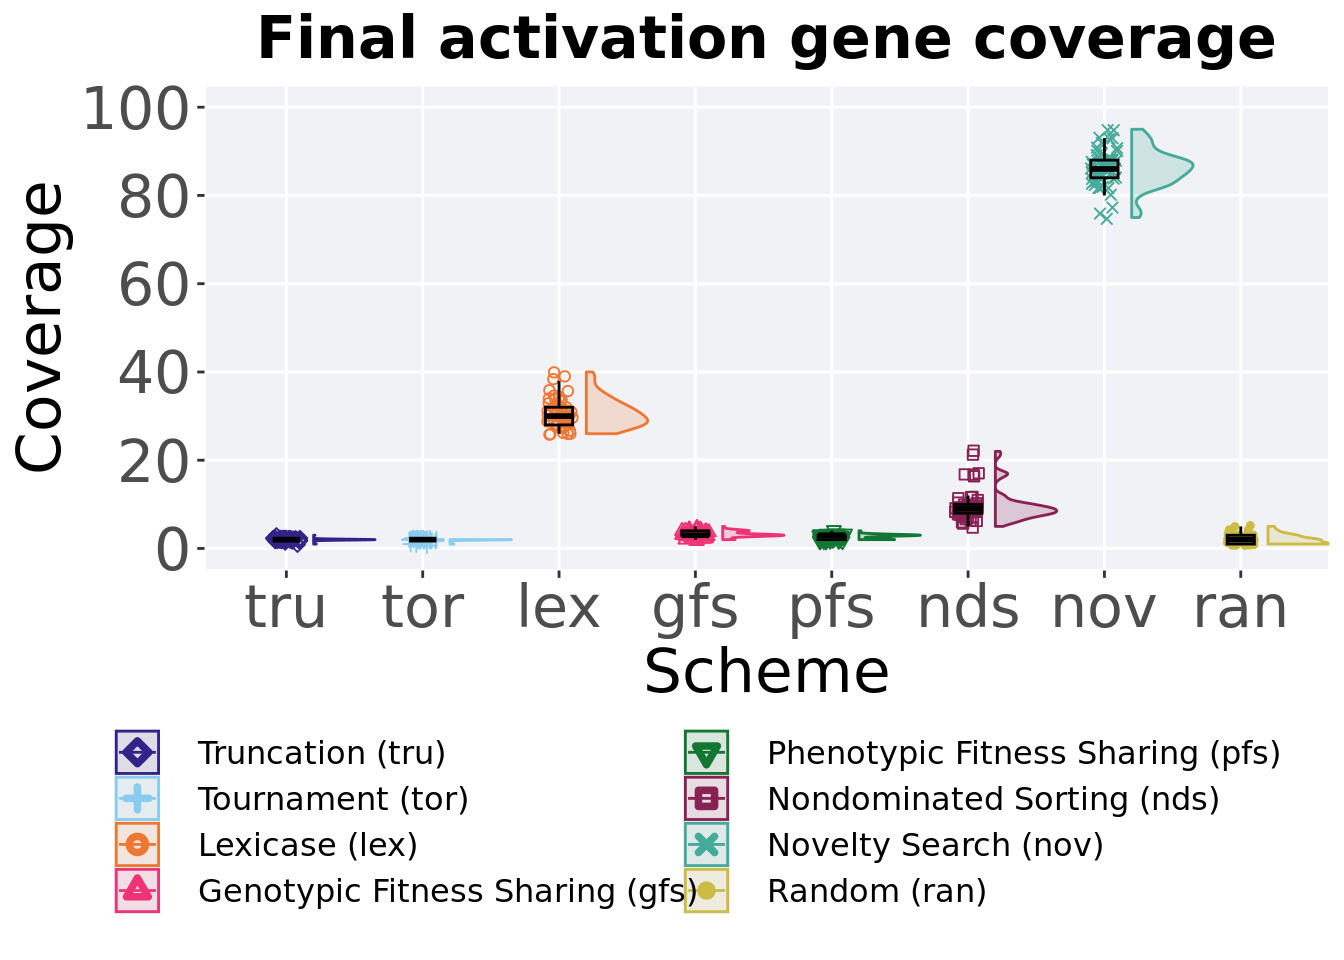 Final activation gene coverage
Coverage
100
80
60
40
20
0
tru tor lex gfs pfs nds nov ran
Scheme
Truncation (tru)
Tournament (tor)
Lexicase (lex)
Genotypic Fitness Sharing (gfs)
Phenotypic Fitness Sharing (pfs)
Nondominated Sorting (nds)
Novelty Search (nov)
Random (ran)